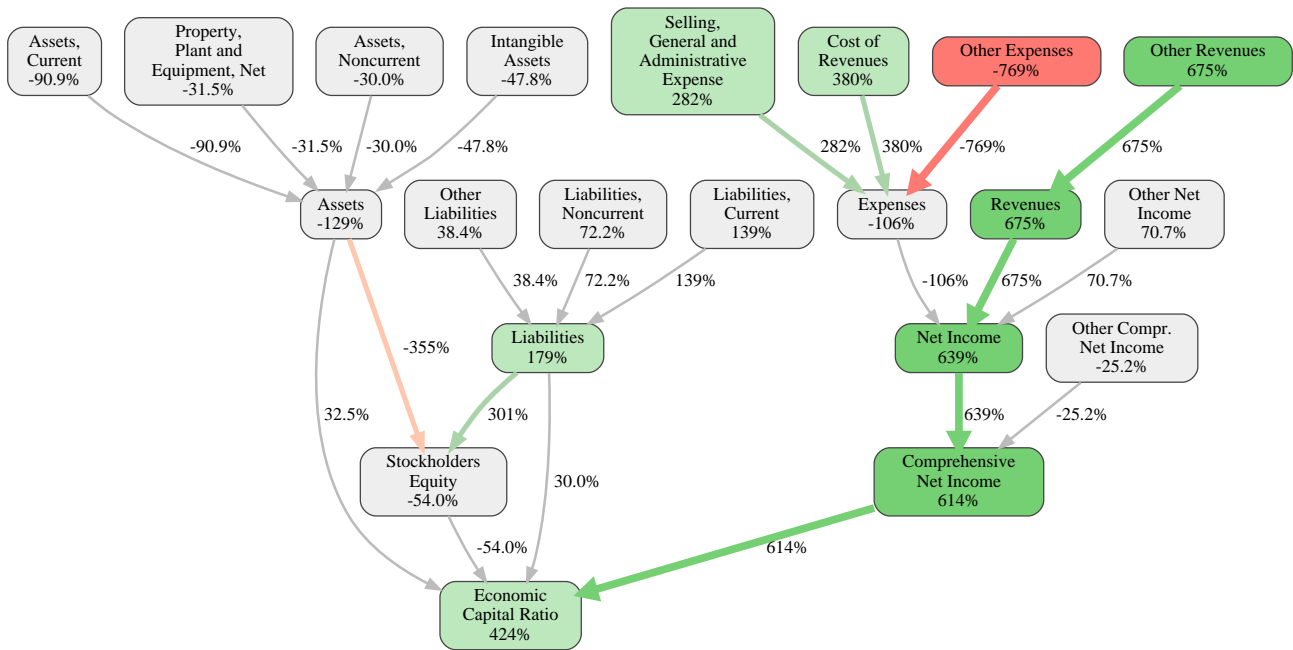 Assets,
Current
-90.9%
Property,
Plant and
Equipment, Net
-31.5%
Assets,
Noncurrent
-30.0%
Intangible
Assets
-47.8%
Selling,
General and
Administrative
Expense
282%
Cost of
Revenues
380%
Other Expenses
-769%
Other Revenues
675%
-90.9%
-31.5%
-30.0%
-47.8%
282%
380%
-769%
675%
Assets
-129%
Other
Liabilities
38.4%
Liabilities,
Noncurrent
72.2%
Liabilities,
Current
139%
Expenses
-106%
Revenues
675%
Other Net
Income
70.7%
38.4%
72.2%
139%
-106%
675%
70.7%
-355%
Liabilities
179%
Net Income
639%
Other Compr.
Net Income
-25.2%
32.5%
301%
30.0%
639%
-25.2%
Stockholders
Equity
-54.0%
Comprehensive
Net Income
614%
-54.0%
614%
Economic
Capital Ratio
424%